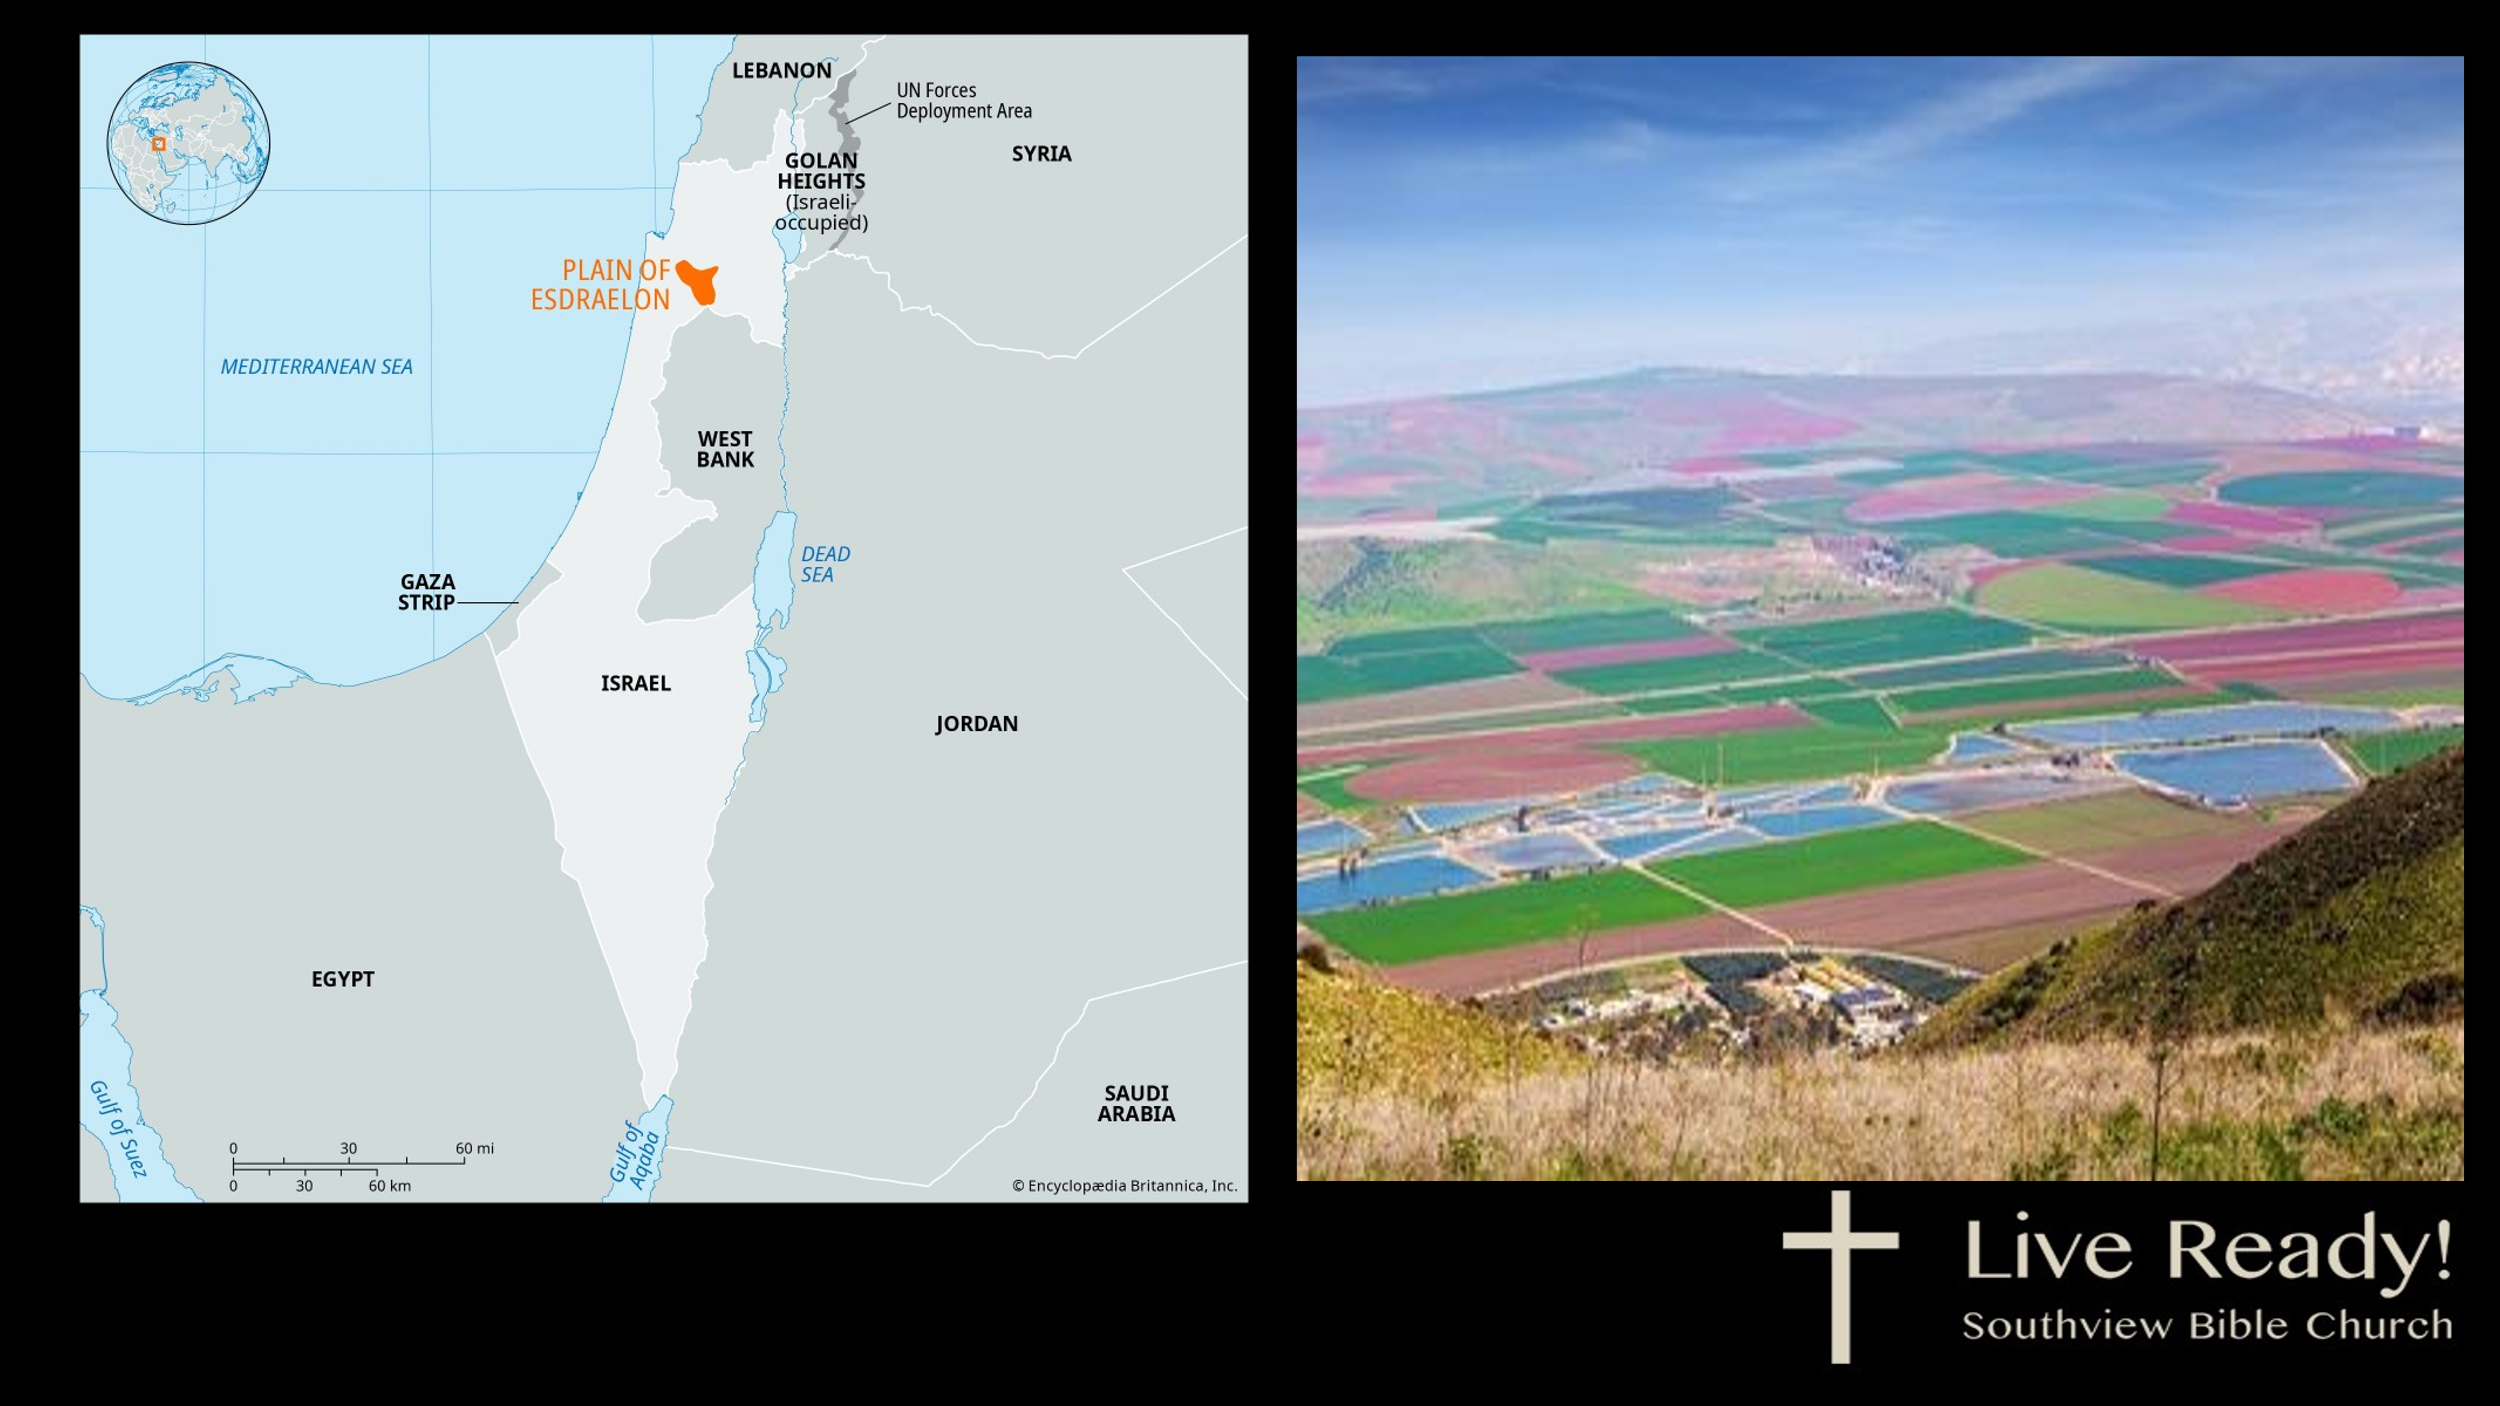 LEBANON
UN Forces
Deployment Area
SYRIA
GOLAN
HEIGHTS
(Israeli-
occupied)
PLAIN OF
ESDRAELON
MEDITERRANEAN SEA
WEST
BANK
DEAD
SEA
GAZA
STRIP
ISRAEL
JORDAN
EGYPT
SAUDI
ARABIA
Gulf of Suez
Gulf of
Aqaba
0 30 60 mi
0 30 60 km
© Encyclopædia Britannica, Inc.
Live Ready!
Southview Bible Church